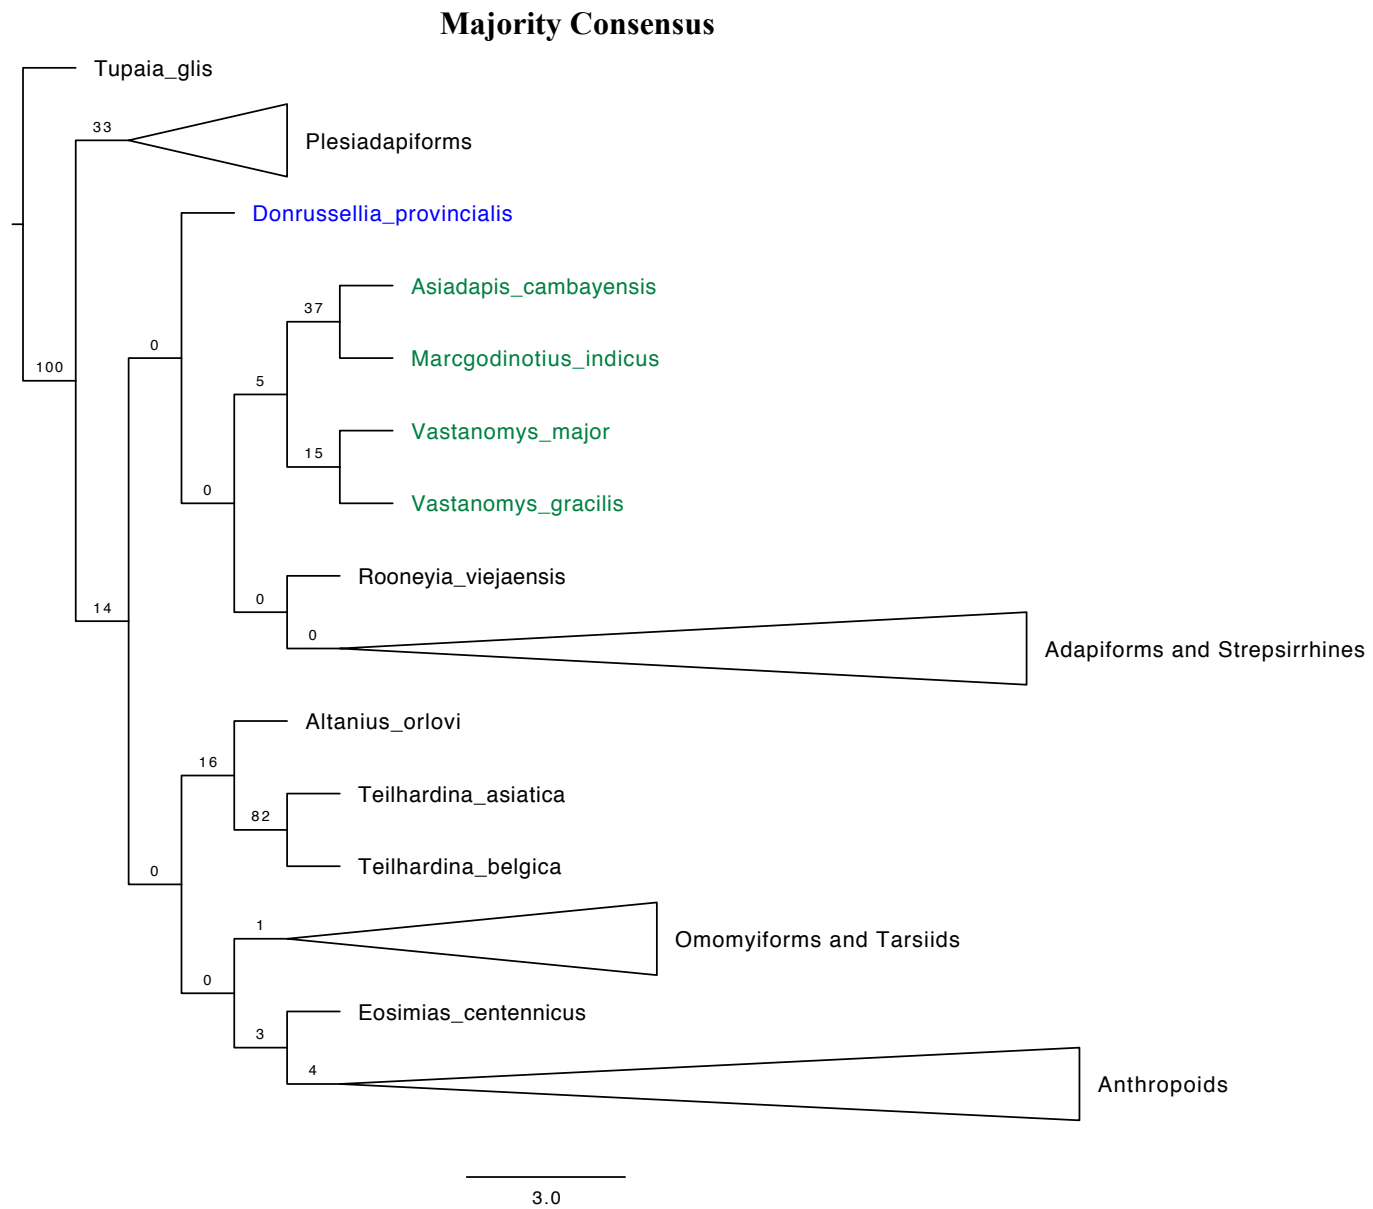 Majority Consensus
Tupaia_glis
33
Plesiadapiforms
Donrussellia_provincialis
Asiadapis_cambayensis
37
Marcgodinotius_indicus
100
0
5
Vastanomys_major
15
Vastanomys_gracilis
0
Rooneyia_viejaensis
0
14
0
Adapiforms and Strepsirrhines
Altanius_orlovi
16
Teilhardina_asiatica
82
Teilhardina_belgica
0
1
Omomyiforms and Tarsiids
0
Eosimias_centennicus
3
4
Anthropoids
3.0